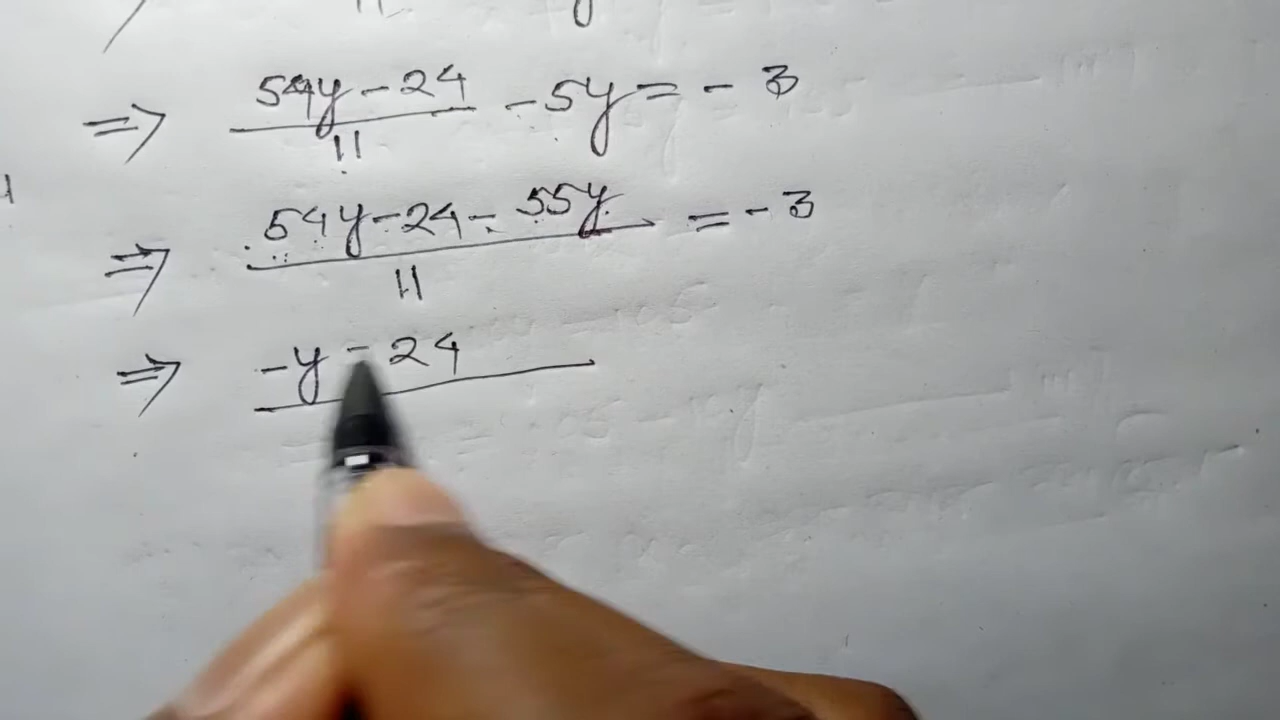 ⇒ (54y - 24)/11 - 5y = - 3
⇒ (54y - 24 - 55y)/11 = - 3
⇒ -y - 24